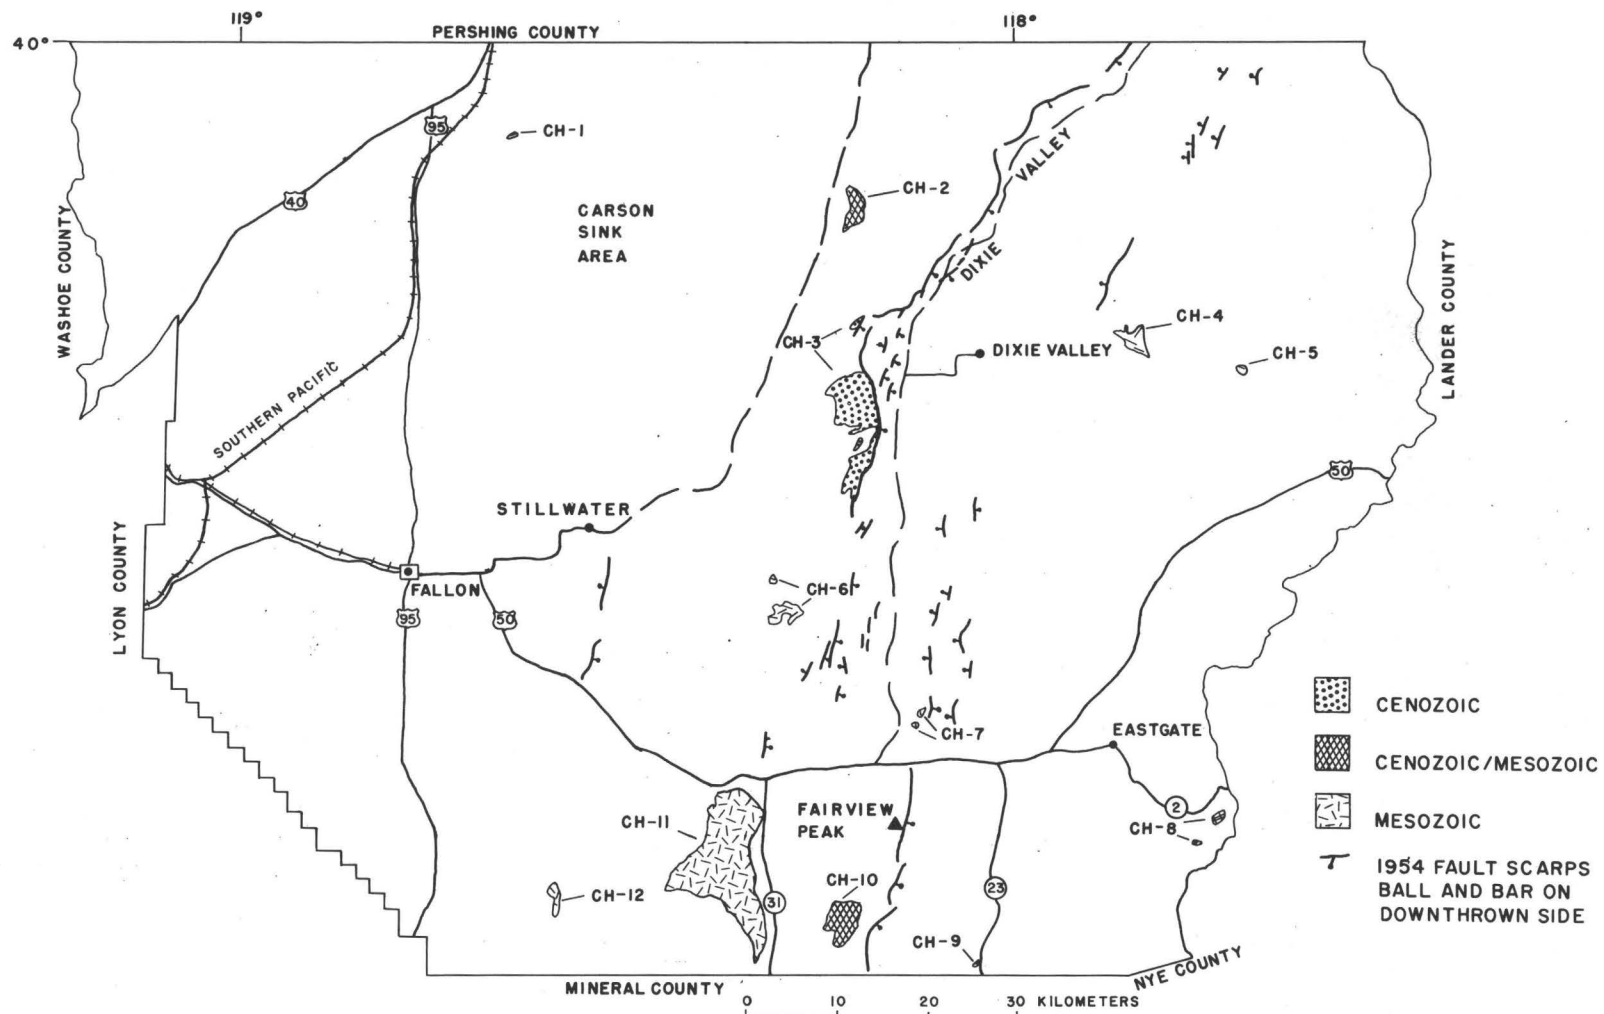 119°
118°
40°
PERSHING COUNTY
95
CH-1
VALLEY
CH-2
40
CARSON
SINK
AREA
WASHOE COUNTY
DIXIE
LANDER COUNTY
CH-4
CH-3
DIXIE VALLEY
CH-5
SOUTHERN PACIFIC
50
STILLWATER
FALLON
CH-6
LYON COUNTY
95
50
CENOZOIC
CH-7
EASTGATE
CENOZOIC/MESOZOIC
2
FAIRVIEW
PEAK
CH-11
CH-8
MESOZOIC
1954 FAULT SCARPS
BALL AND BAR ON
DOWNTHROWN SIDE
CH-10
23
CH-12
31
CH-9
NYE COUNTY
MINERAL COUNTY
0 10 20 30 KILOMETERS